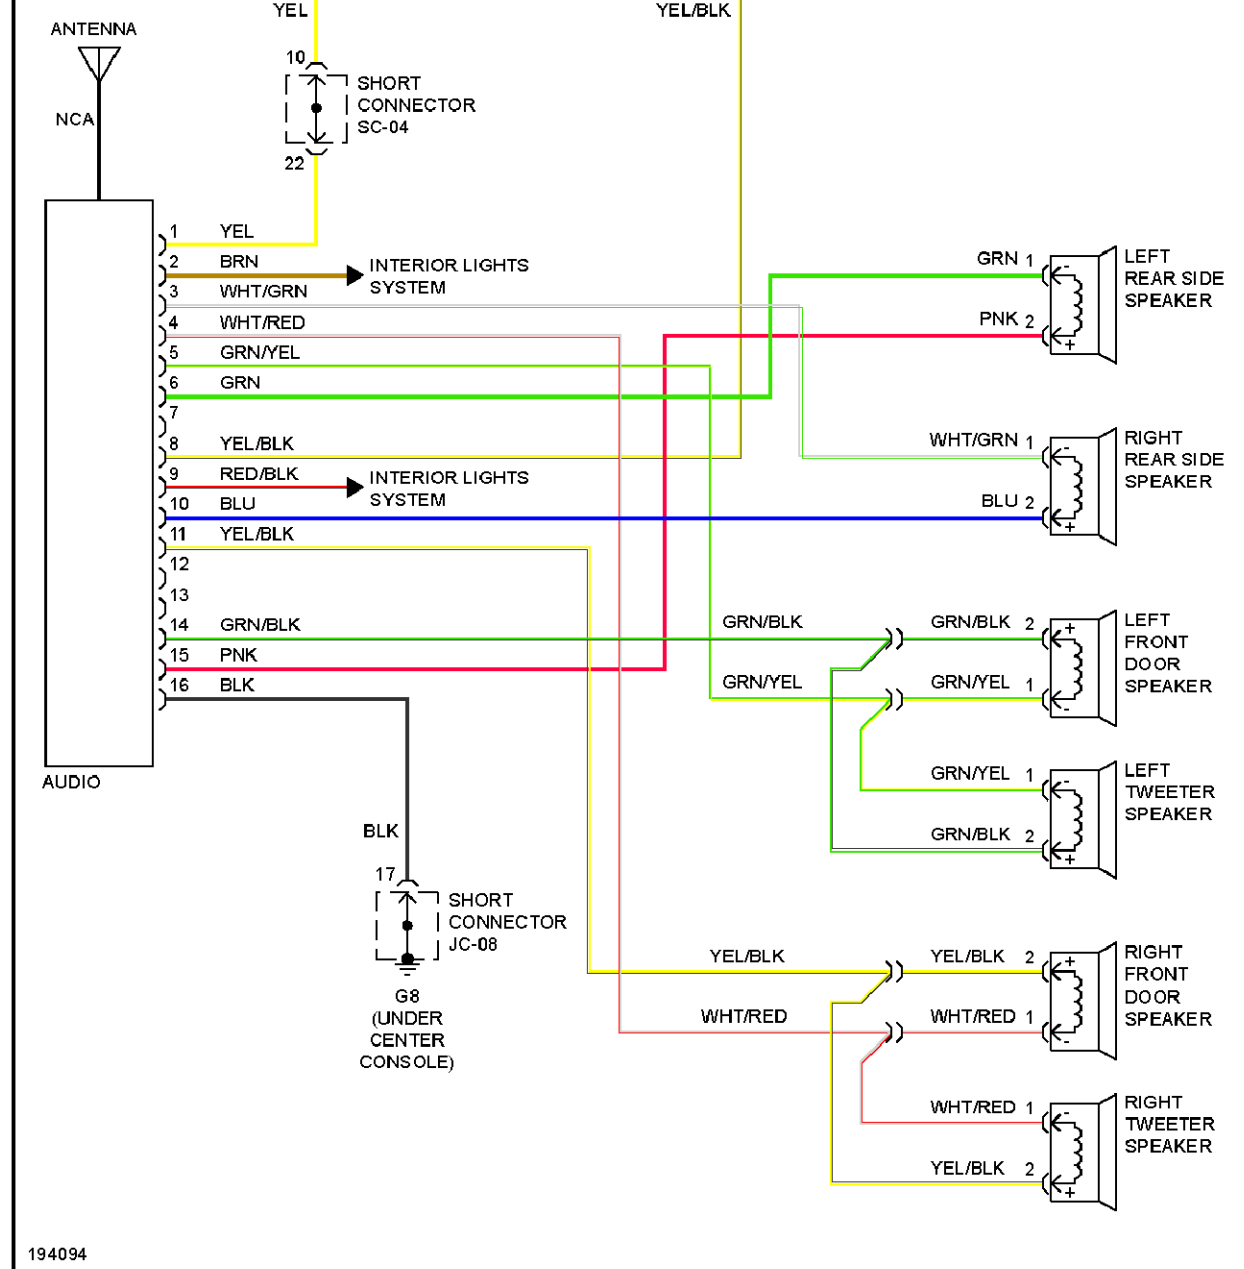 YEL
YEL/BLK
ANTENNA
NCA
10
SHORT
CONNECTOR
SC-04
22
1 YEL
2 BRN
INTERIOR LIGHTS
SYSTEM
3 WHT/GRN
4 WHT/RED
5 GRN/YEL
6 GRN
7
8 YEL/BLK
9 RED/BLK
INTERIOR LIGHTS
SYSTEM
10 BLU
11 YEL/BLK
12
13
14 GRN/BLK
15 PNK
16 BLK
AUDIO
BLK
17
SHORT
CONNECTOR
JC-08
G8
(UNDER
CENTER
CONSOLE)
GRN 1
-
PNK 2
+
LEFT
REAR SIDE
SPEAKER
WHT/GRN 1
-
BLU 2
+
RIGHT
REAR SIDE
SPEAKER
GRN/BLK
GRN/BLK 2
+
GRN/YEL
GRN/YEL 1
-
LEFT
FRONT
DOOR
SPEAKER
GRN/YEL 1
-
GRN/BLK 2
+
LEFT
TWEETER
SPEAKER
YEL/BLK
YEL/BLK 2
+
WHT/RED
WHT/RED 1
-
RIGHT
FRONT
DOOR
SPEAKER
WHT/RED 1
-
YEL/BLK 2
+
RIGHT
TWEETER
SPEAKER
194094